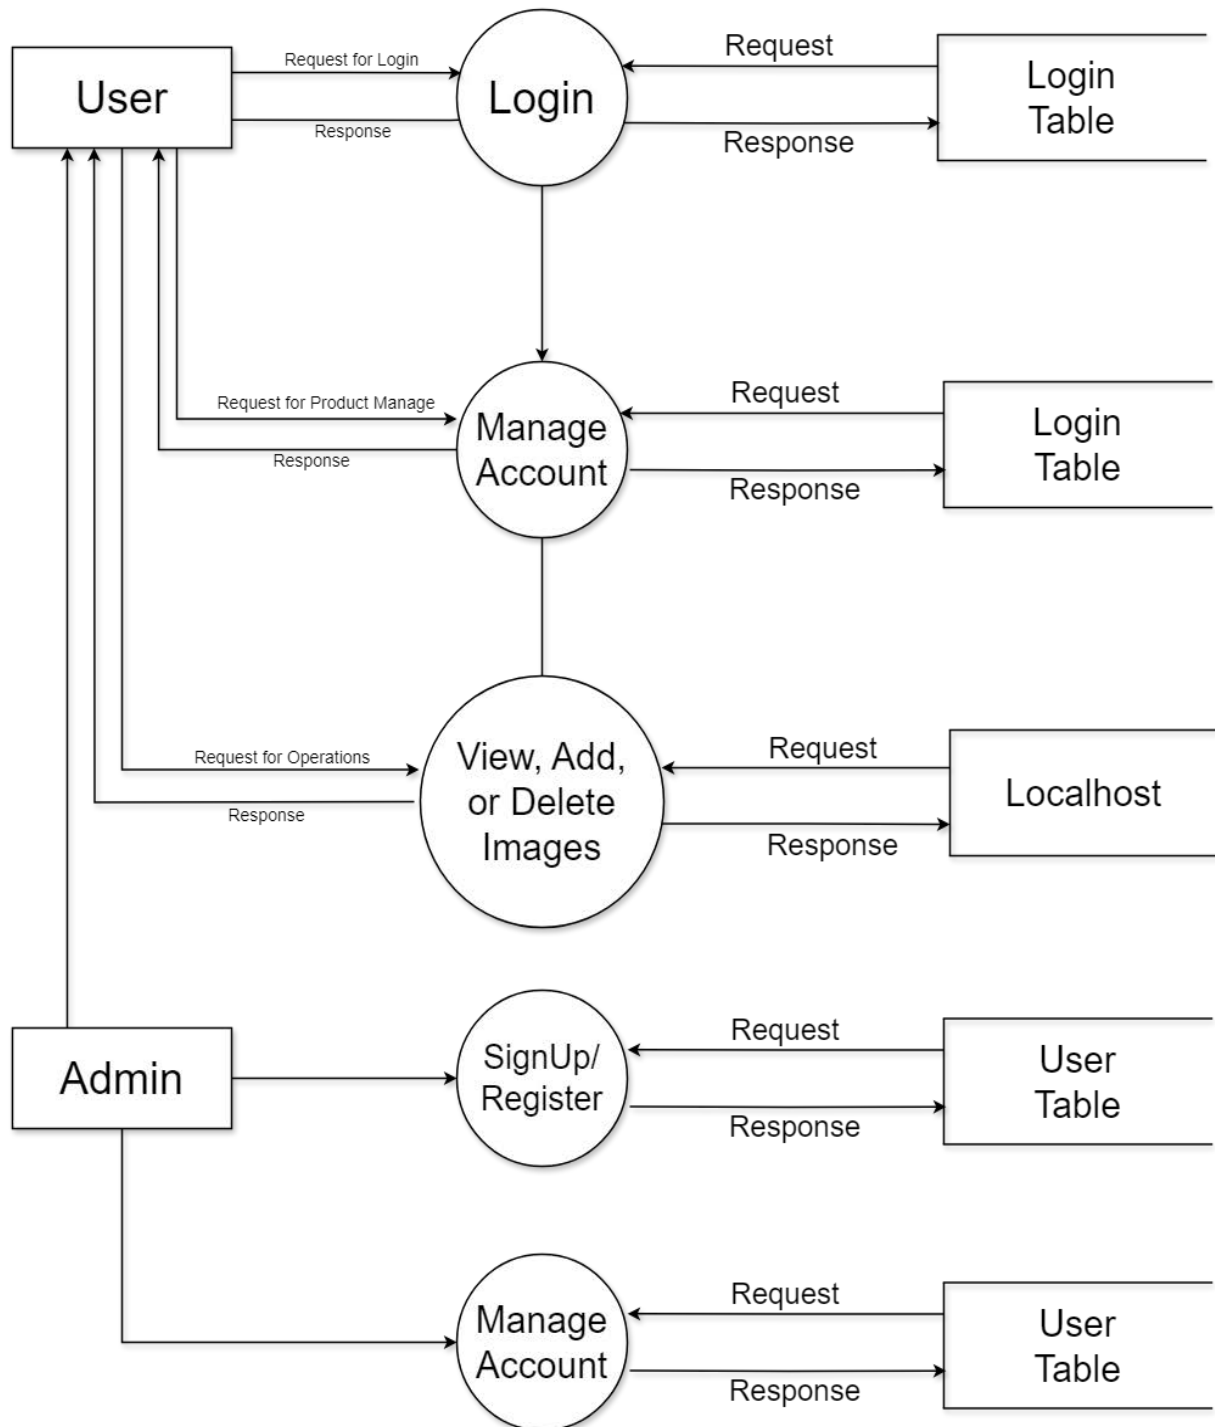 Request for Login
User
Response
Login
Request
Response
Login
Table
Request for Product Manage
Response
Manage
Account
Request
Response
Login
Table
Request for Operations
Response
View, Add,
or Delete
Images
Request
Response
Localhost
Admin
SignUp/
Register
Request
Response
User
Table
Manage
Account
Request
Response
User
Table